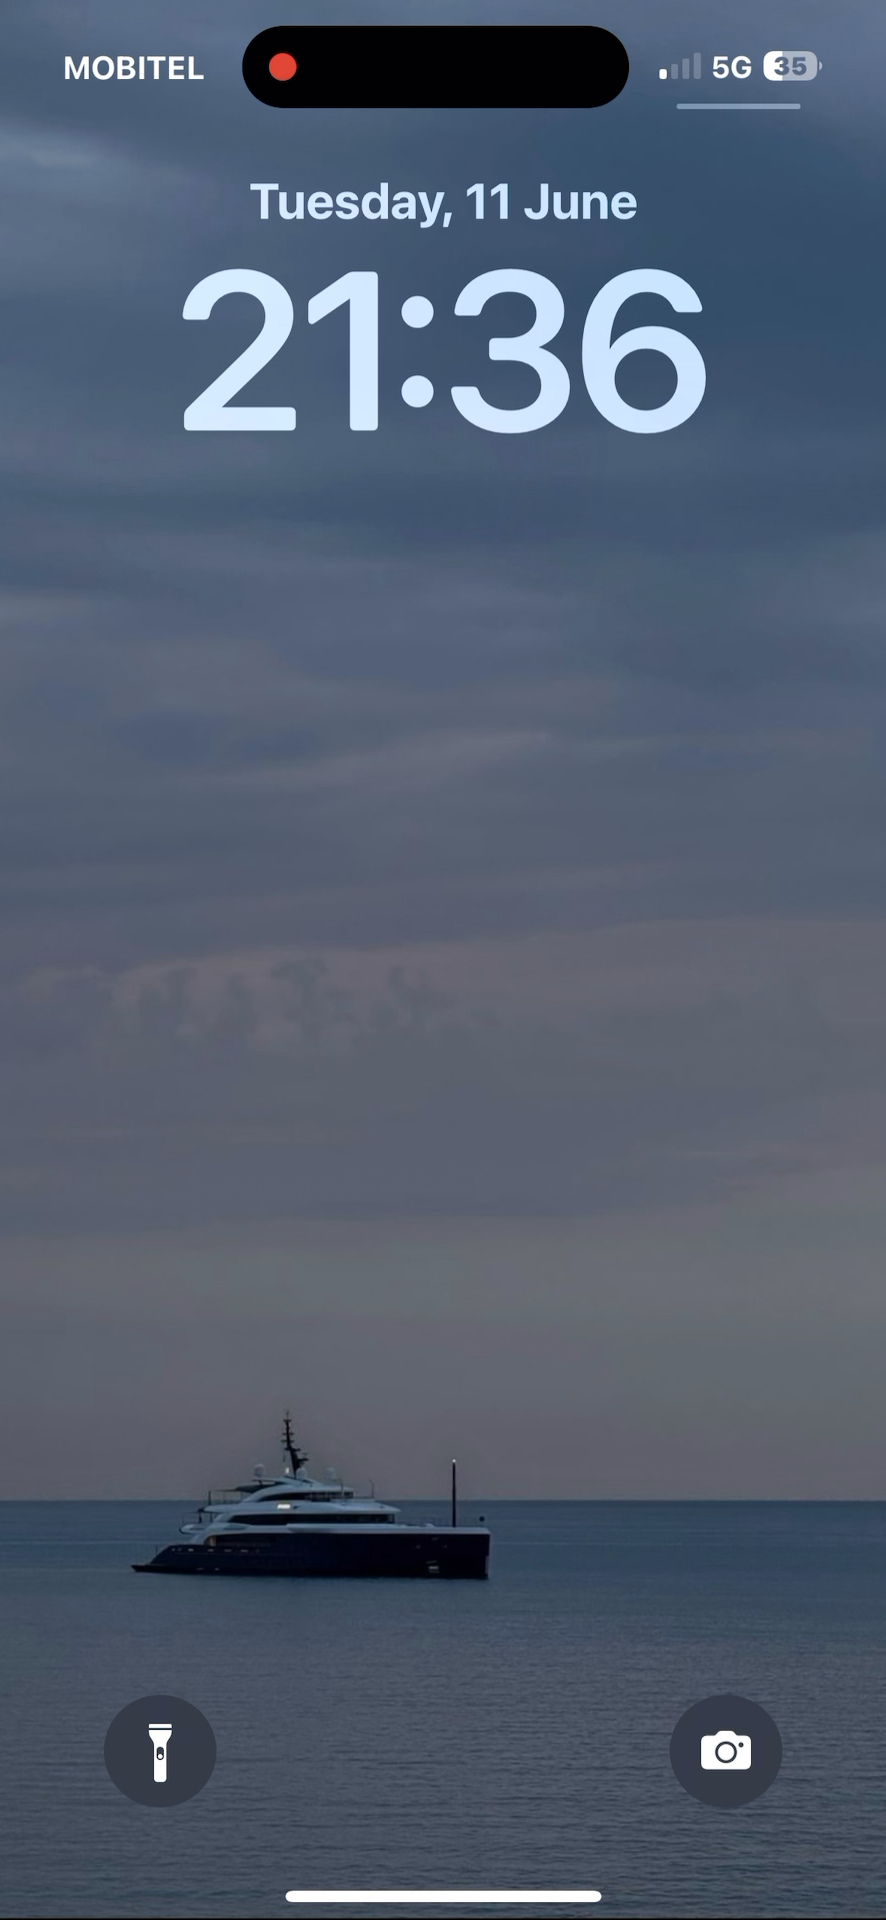 MOBITEL 5G 35
Tuesday, 11 June
21:36